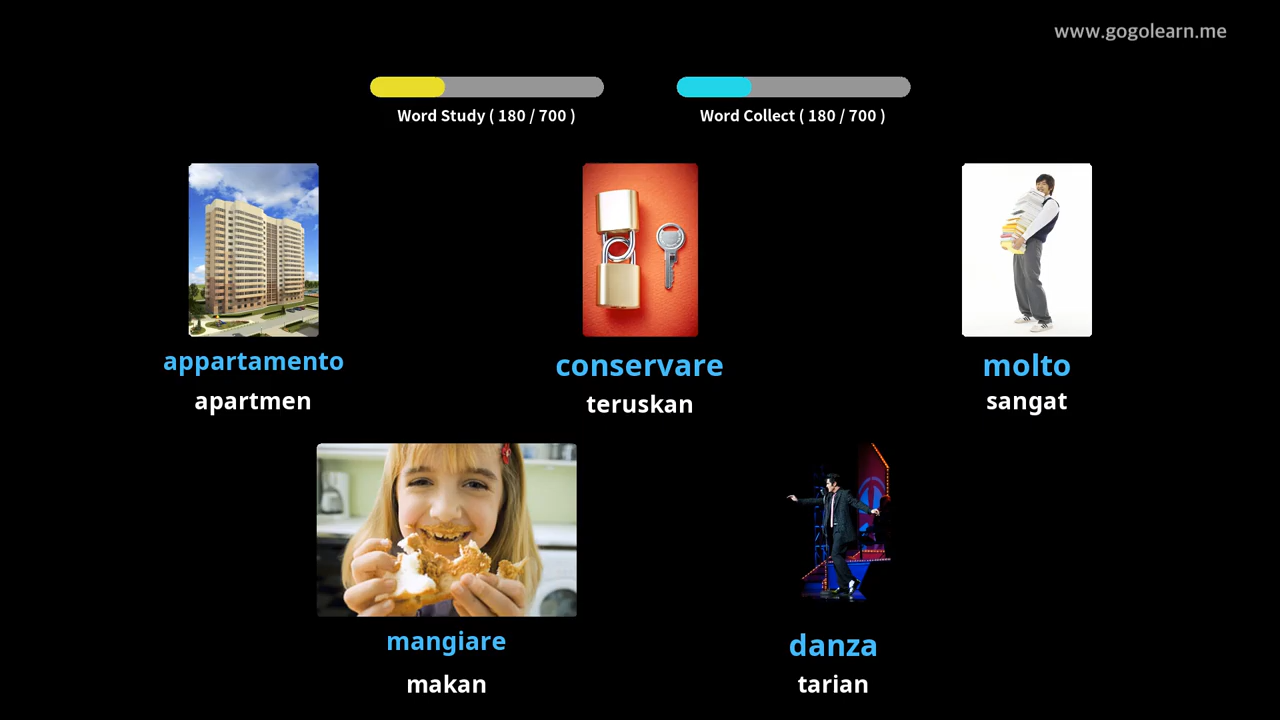 www.gogolearn.me
Word Study ( 180 / 700 )
Word Collect ( 180 / 700 )
appartamento
apartmen
conservare
teruskan
molto
sangat
mangiare
makan
danza
tarian